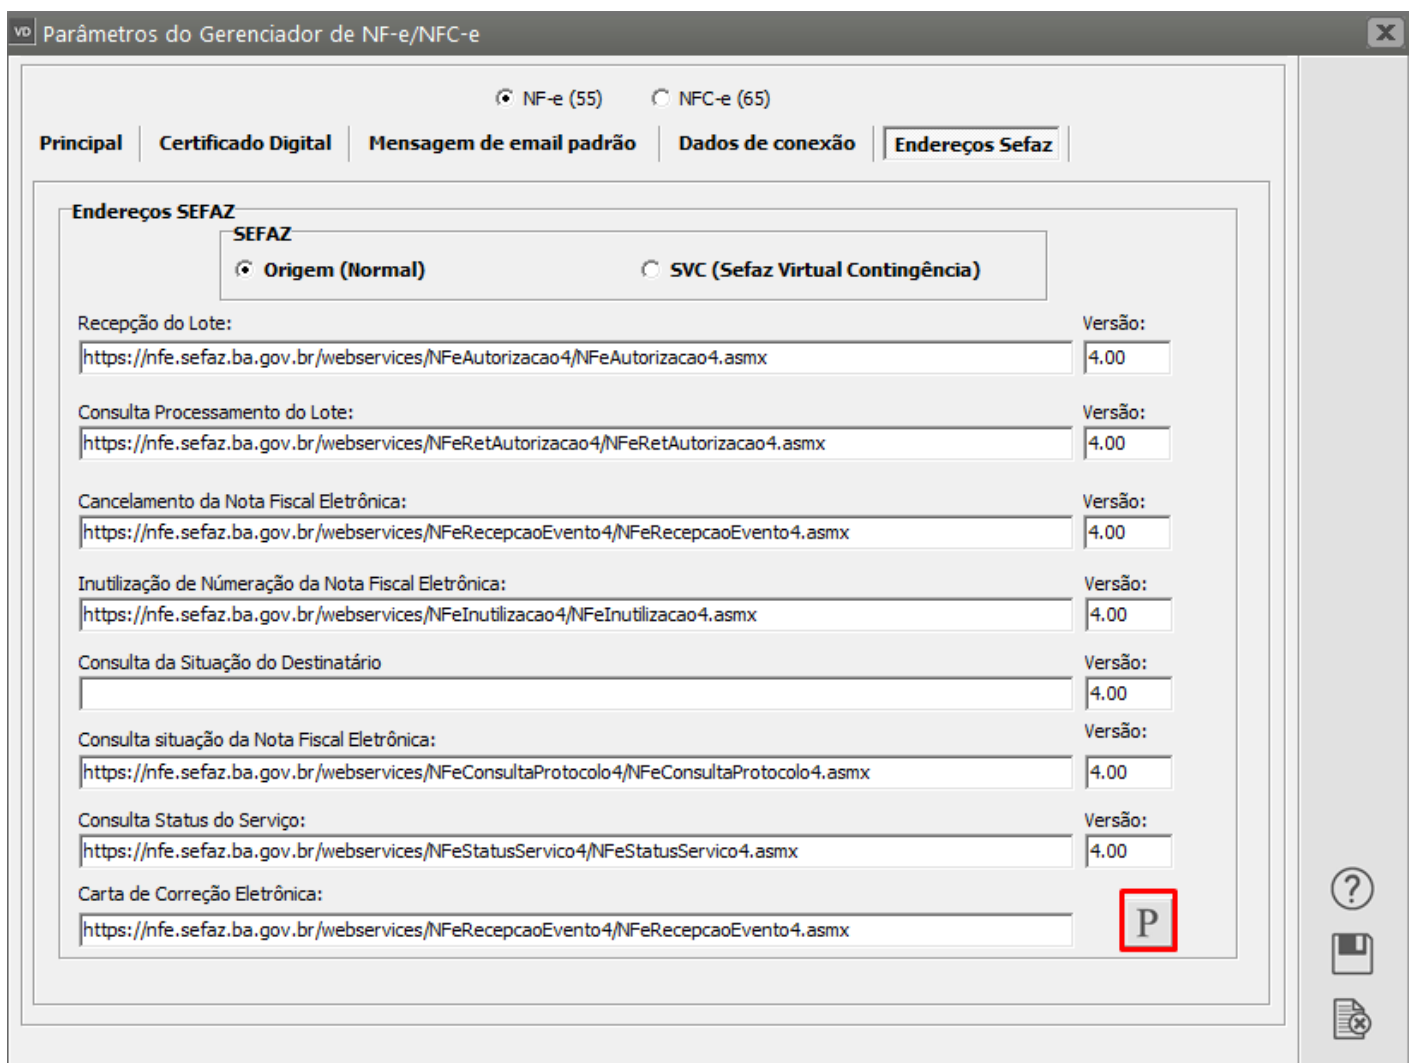 VD Parâmetros do Gerenciador de NF-e/NFC-e X
NF-e (55) NFC-e (65)
Principal Certificado Digital Mensagem de email padrão Dados de conexão Endereços Sefaz
Endereços SEFAZ
SEFAZ
Origem (Normal) SVC (Sefaz Virtual Contingência)
Recepção do Lote: Versão:
https://nfe.sefaz.ba.gov.br/webservices/NFeAutorizacao4/NFeAutorizacao4.asmx 4.00
Consulta Processamento do Lote: Versão:
https://nfe.sefaz.ba.gov.br/webservices/NFeRetAutorizacao4/NFeRetAutorizacao4.asmx 4.00
Cancelamento da Nota Fiscal Eletrônica: Versão:
https://nfe.sefaz.ba.gov.br/webservices/NFeRecepcaoEvento4/NFeRecepcaoEvento4.asmx 4.00
Inutilização de Númeração da Nota Fiscal Eletrônica: Versão:
https://nfe.sefaz.ba.gov.br/webservices/NFeInutilizacao4/NFeInutilizacao4.asmx 4.00
Consulta da Situação do Destinatário Versão:
4.00
Consulta situação da Nota Fiscal Eletrônica: Versão:
https://nfe.sefaz.ba.gov.br/webservices/NFeConsultaProtocolo4/NFeConsultaProtocolo4.asmx 4.00
Consulta Status do Serviço: Versão:
https://nfe.sefaz.ba.gov.br/webservices/NFeStatusServico4/NFeStatusServico4.asmx 4.00
Carta de Correção Eletrônica:
https://nfe.sefaz.ba.gov.br/webservices/NFeRecepcaoEvento4/NFeRecepcaoEvento4.asmx P
?